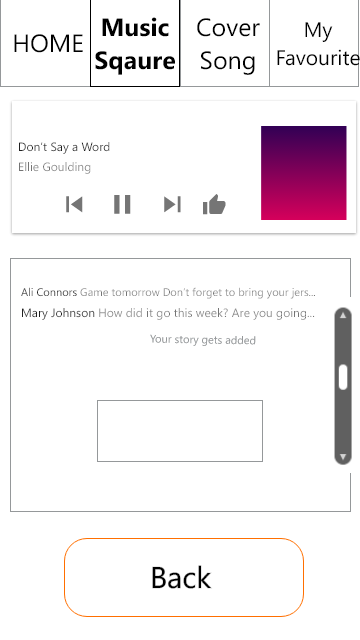 HOME
Music
Sqaure
Cover
Song
My
Favourite
Don't Say a Word
Ellie Goulding
Ali Connors Game tomorrow Don't forget to bring your jers...
Mary Johnson How did it go this week? Are you going...
Your story gets added
Back